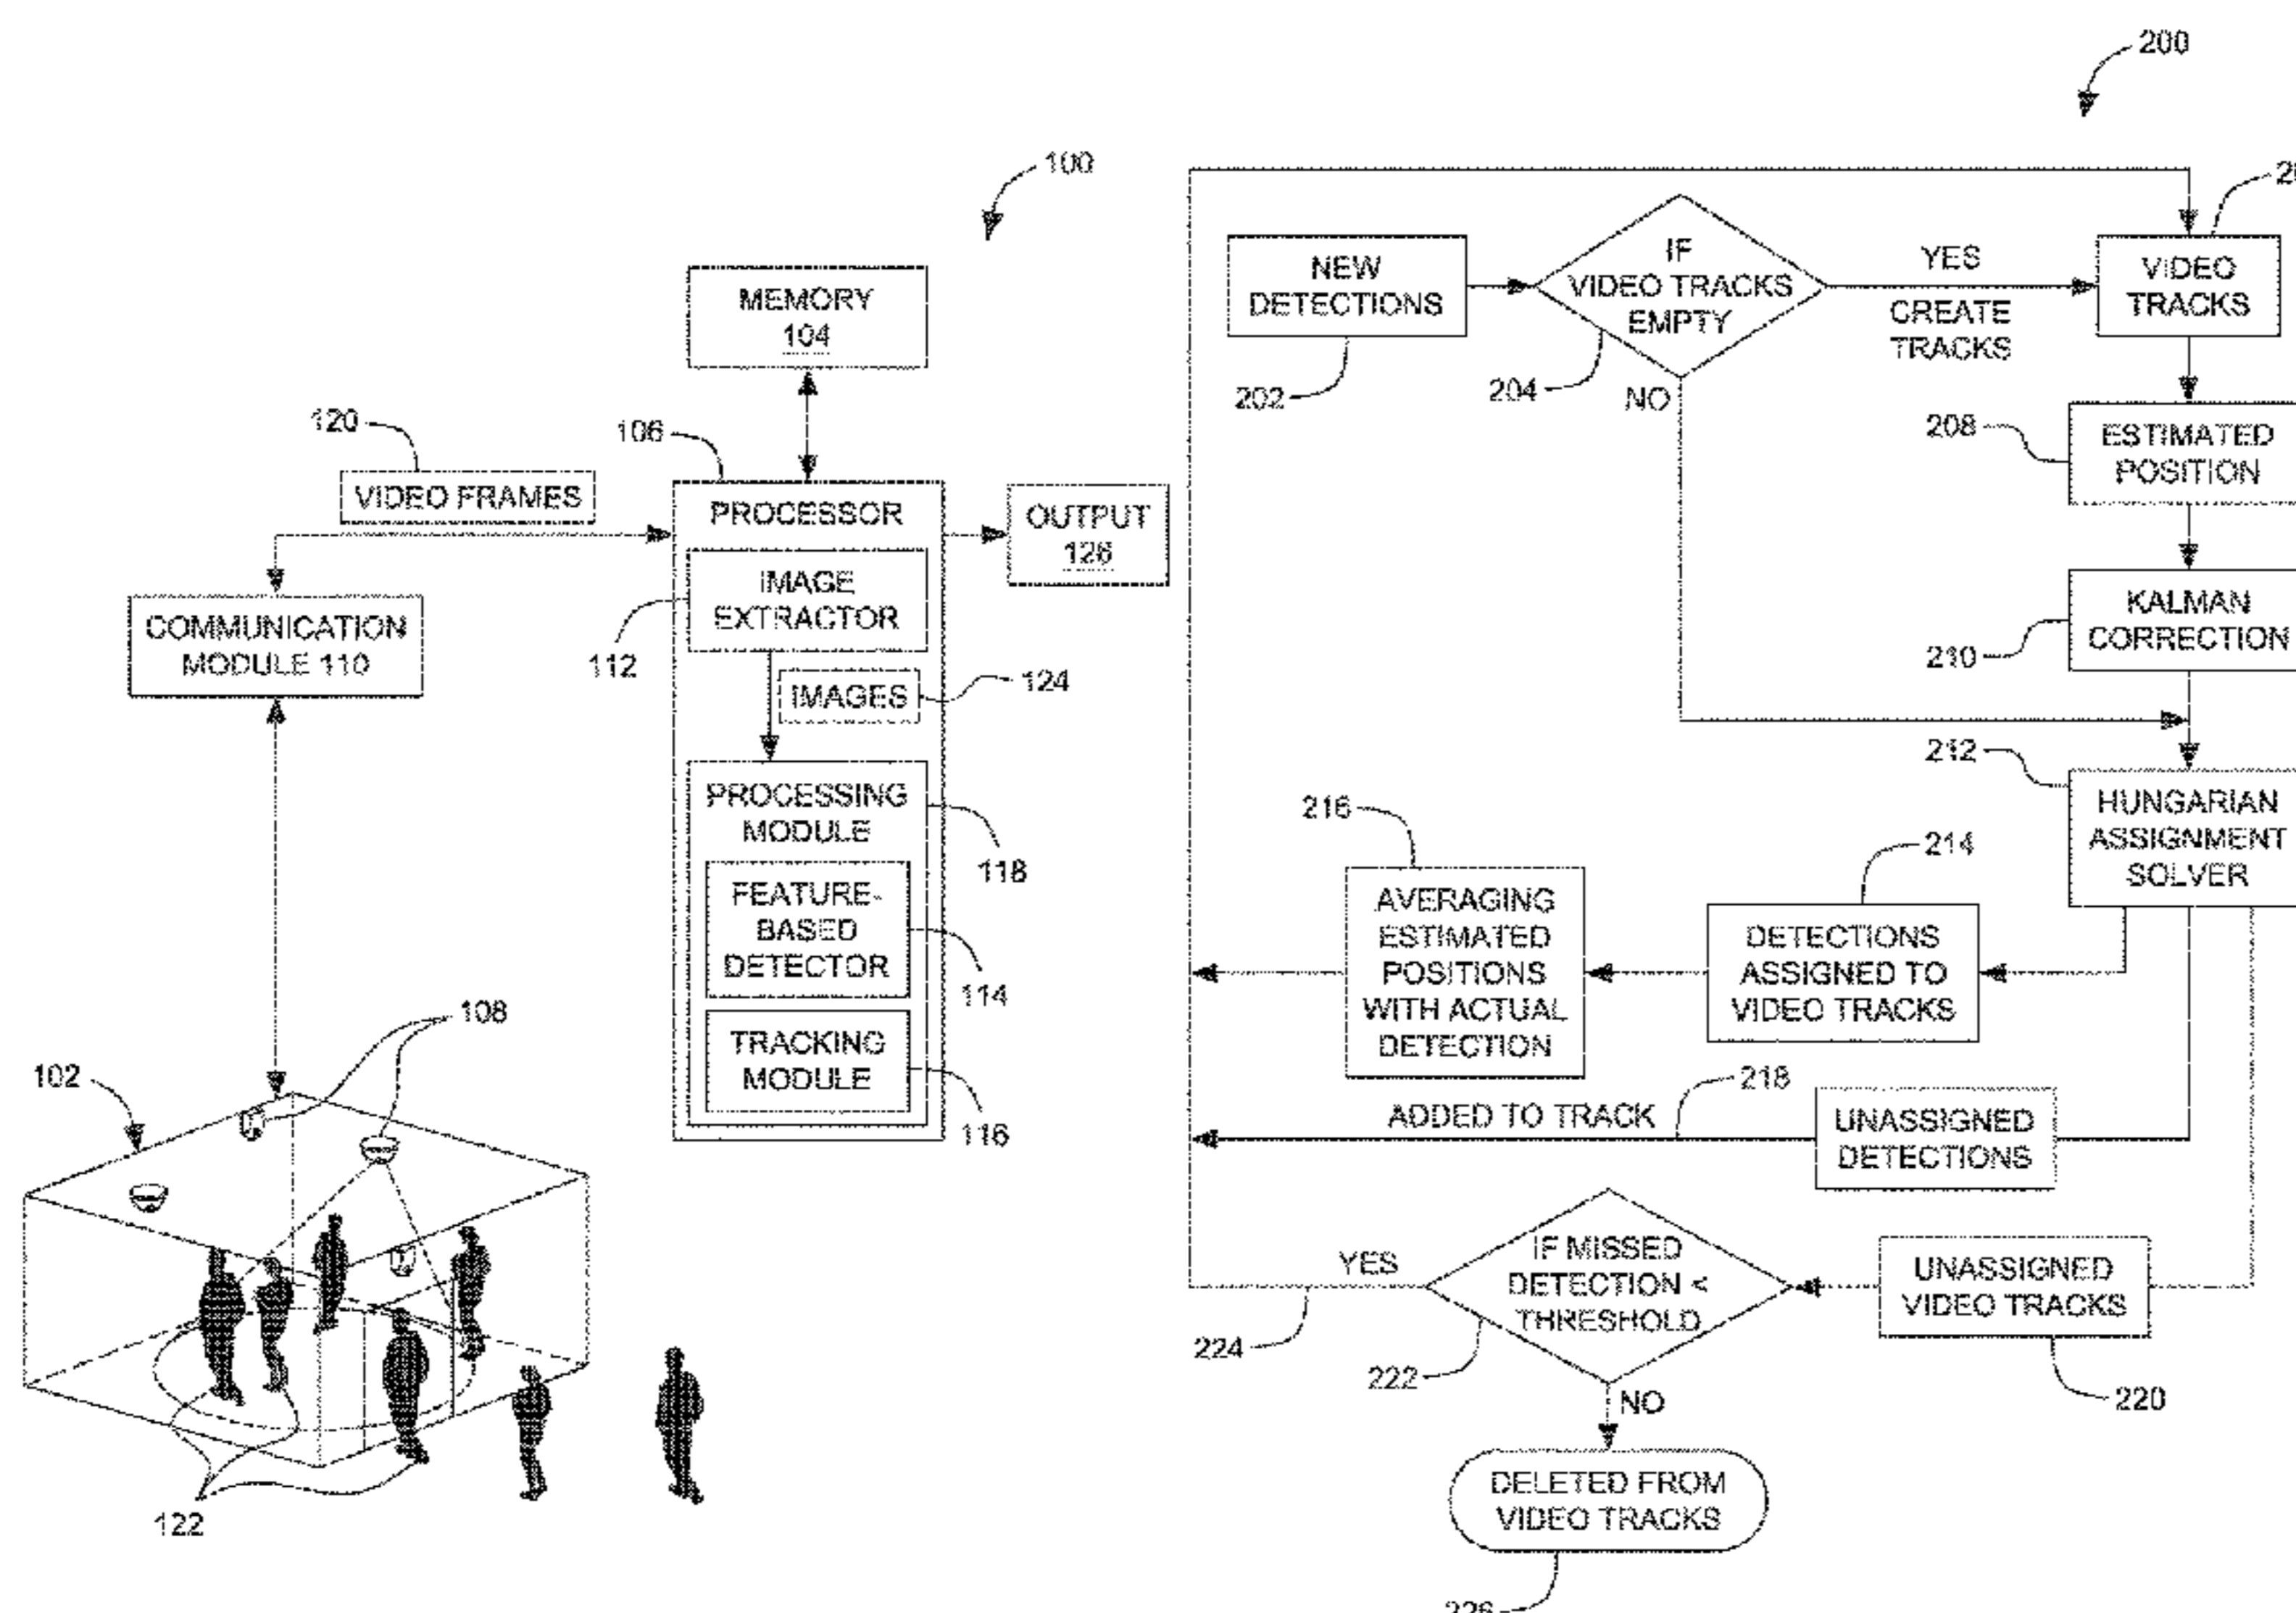 200
100
MEMORY
104
120
VIDEO FRAMES
106
PROCESSOR
OUTPUT
126
IMAGE
EXTRACTOR
112
COMMUNICATION
MODULE 110
IMAGES
124
PROCESSING
MODULE
118
FEATURE-
BASED
DETECTOR
114
TRACKING
MODULE
116
108
102
122
NEW
DETECTIONS
202
IF
VIDEO TRACKS
EMPTY
204
YES
CREATE
TRACKS
NO
VIDEO
TRACKS
208
ESTIMATED
POSITION
KALMAN
CORRECTION
210
212
HUNGARIAN
ASSIGNMENT
SOLVER
214
DETECTIONS
ASSIGNED TO
VIDEO TRACKS
216
AVERAGING
ESTIMATED
POSITIONS
WITH ACTUAL
DETECTION
218
ADDED TO TRACK
UNASSIGNED
DETECTIONS
YES
IF MISSED
DETECTION <
THRESHOLD
UNASSIGNED
VIDEO TRACKS
224
222
220
NO
DELETED FROM
VIDEO TRACKS
226